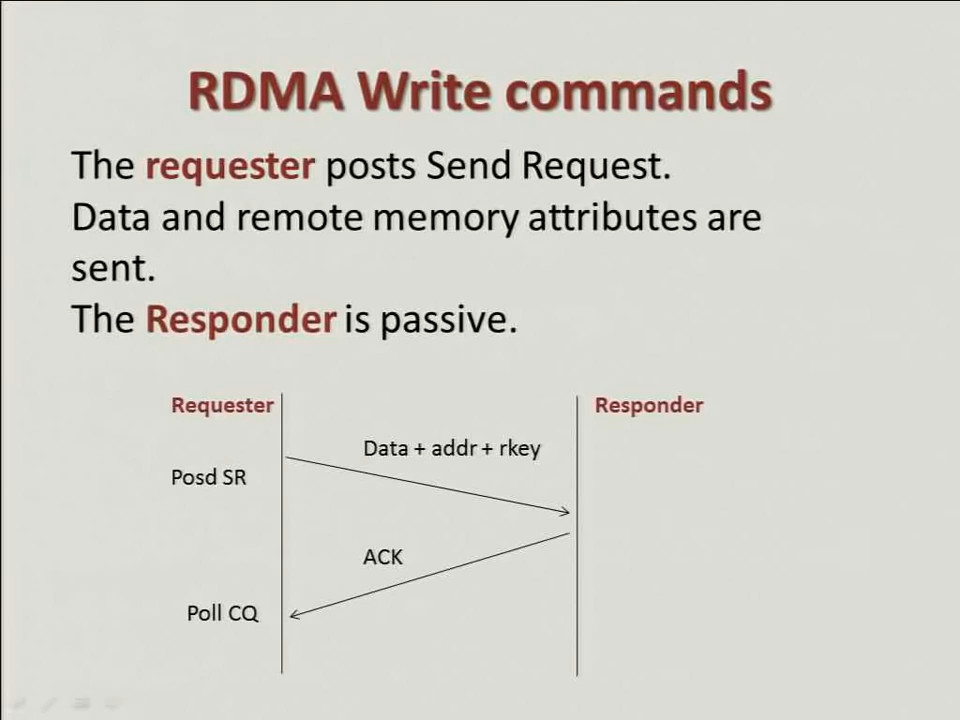 RDMA Write commands
The requester posts Send Request.
Data and remote memory attributes are
sent.
The Responder is passive.
Requester
Responder
Data + addr + rkey
Posd SR
ACK
Poll CQ